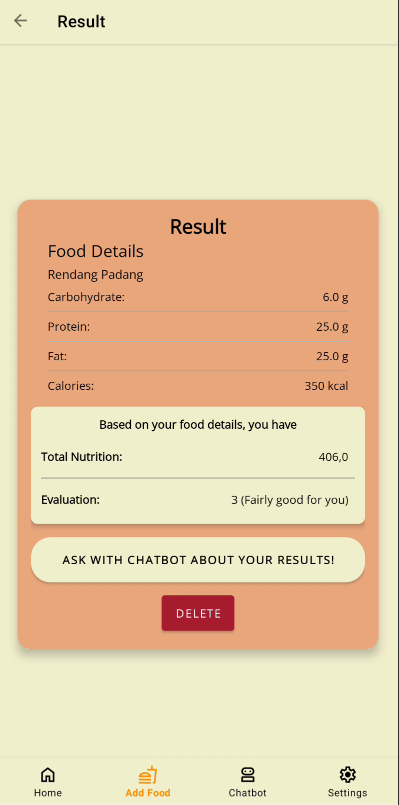 Result
Result
Food Details
Rendang Padang
Carbohydrate: 6.0 g
Protein: 25.0 g
Fat: 25.0 g
Calories: 350 kcal
Based on your food details, you have
Total Nutrition: 406,0
Evaluation: 3 (Fairly good for you)
ASK WITH CHATBOT ABOUT YOUR RESULTS!
DELETE
Home Add Food Chatbot Settings